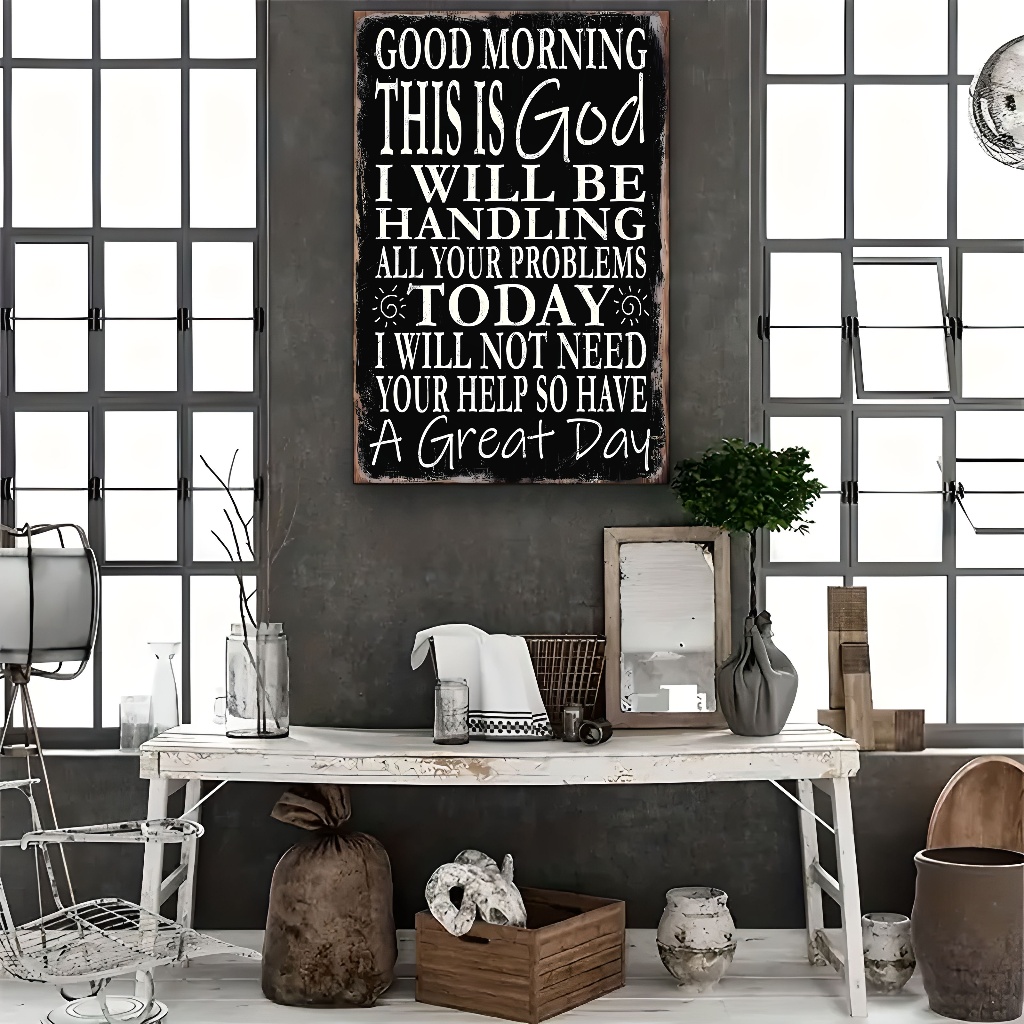 GOOD MORNING
THIS IS God
I WILL BE
HANDLING
ALL YOUR PROBLEMS
TODAY
I WILL NOT NEED
YOUR HELP SO HAVE
A Great Day